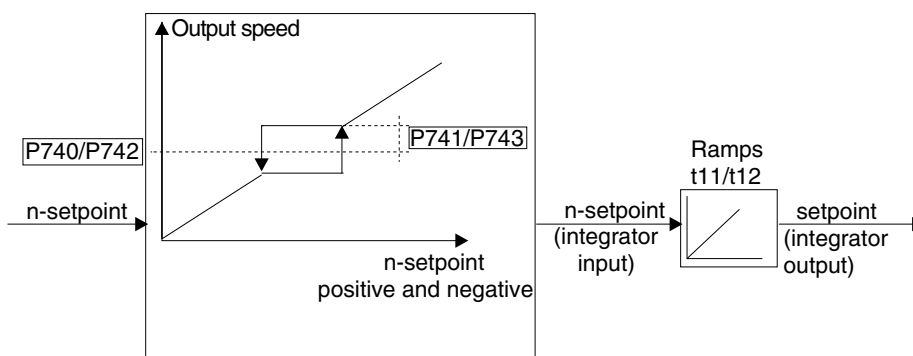 Output speed
P740/P742
P741/P743
Ramps
t11/t12
n-setpoint
n-setpoint
positive and negative
n-setpoint
(integrator
input)
setpoint
(integrator
output)